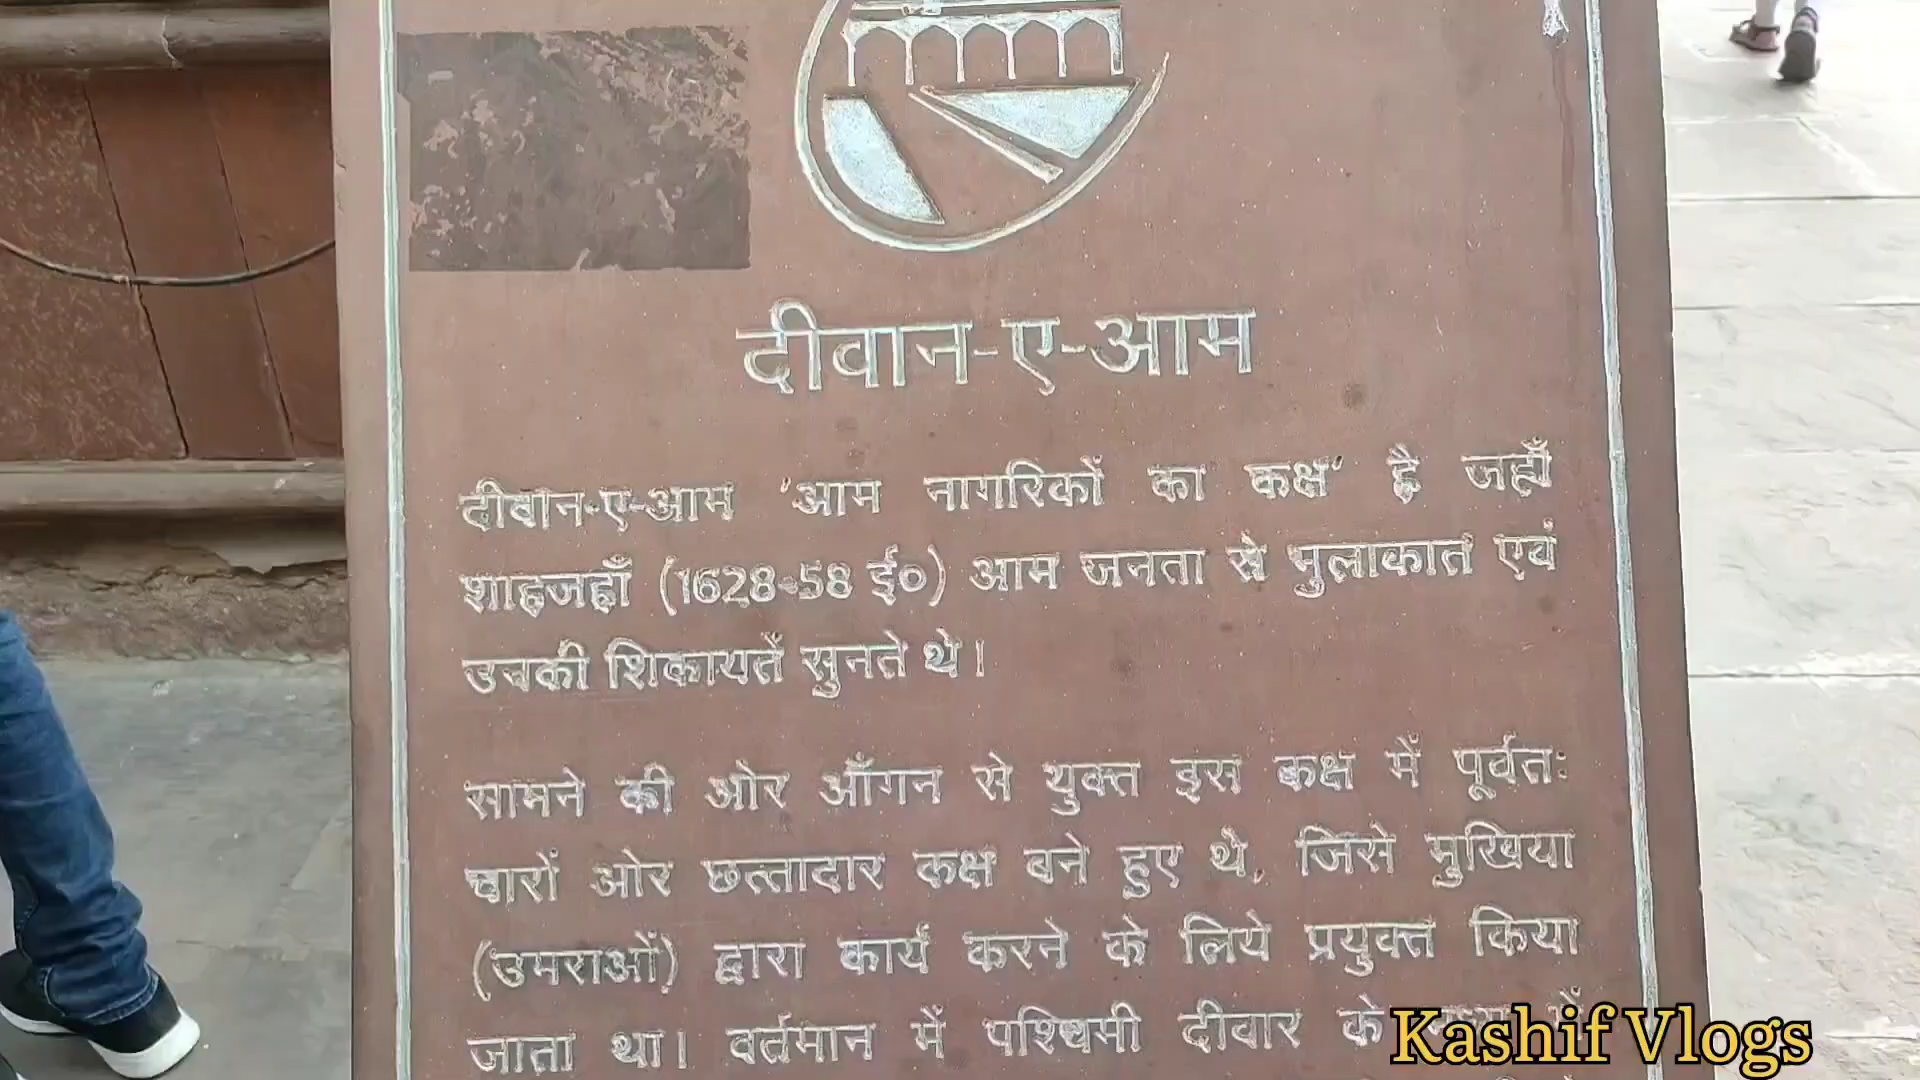 दीवान-ए-आम
दीवान-ए-आम 'आम नागरिकों का कक्ष' है जहाँ
शाहजहाँ (1628-58 ई०) आम जनता से मुलाकात एवं
उनकी शिकायतें सुनते थे।
सामने की ओर आँगन से युक्त इस कक्ष में पूर्वतः
चारों ओर छत्तादार कक्ष बने हुए थे, जिसे मुखिया
(उमराओं) द्वारा कार्य करने के लिये प्रयुक्त किया
जाता था। वर्तमान में पश्चिमी दीवार के
Kashif Vlogs